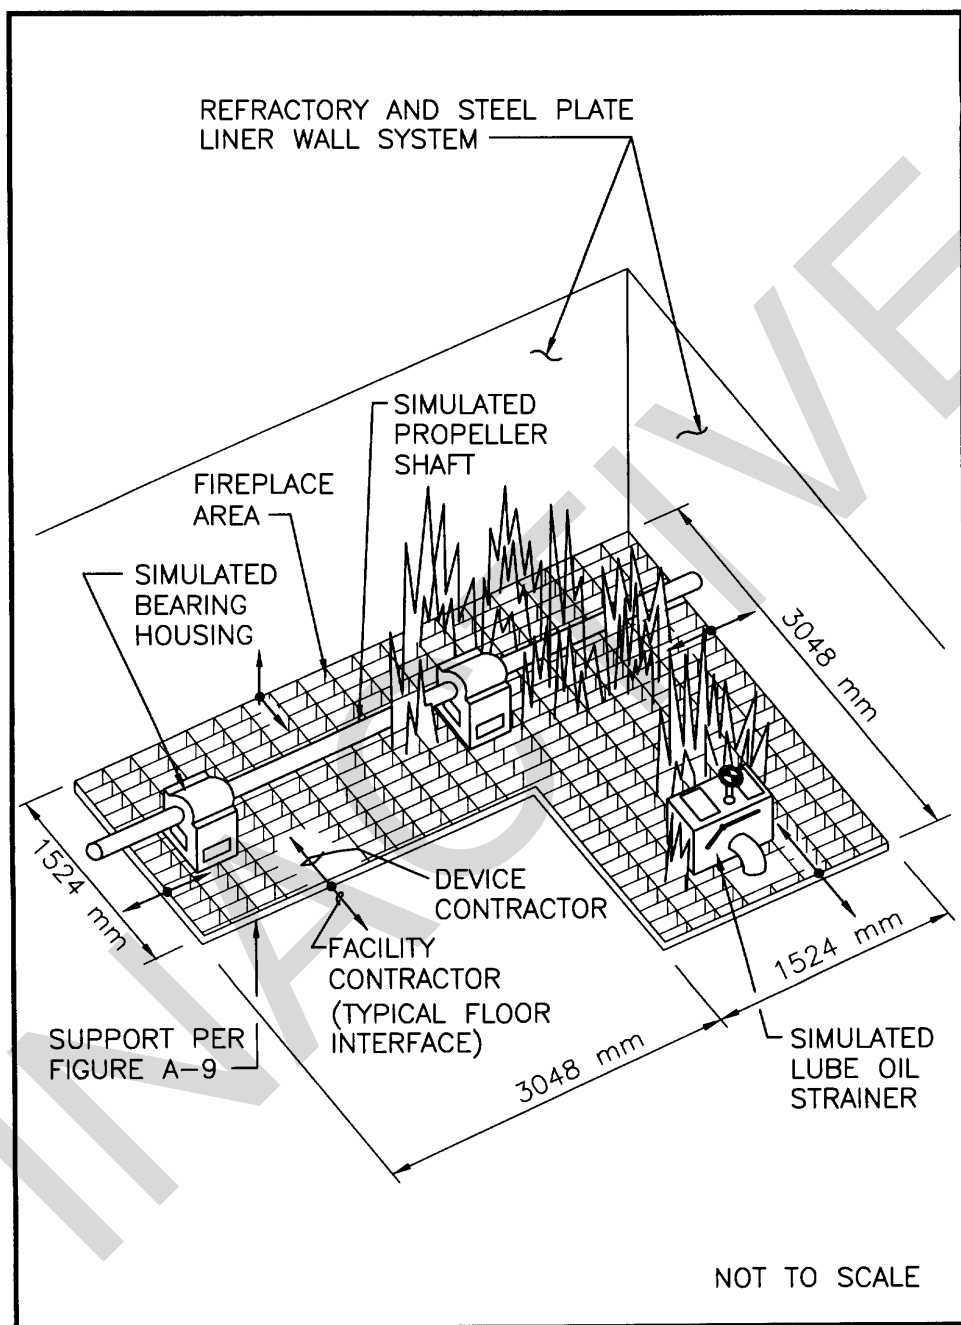 REFRACTORY AND STEEL PLATE
LINER WALL SYSTEM
SIMULATED
PROPELLER
SHAFT
FIREPLACE
AREA
SIMULATED
BEARING
HOUSING
3048 mm
1524 mm
DEVICE
CONTRACTOR
FACILITY
CONTRACTOR
(TYPICAL FLOOR
INTERFACE)
1524 mm
SUPPORT PER
FIGURE A-9
3048 mm
SIMULATED
LUBE OIL
STRAINER
NOT TO SCALE
INACTIVE